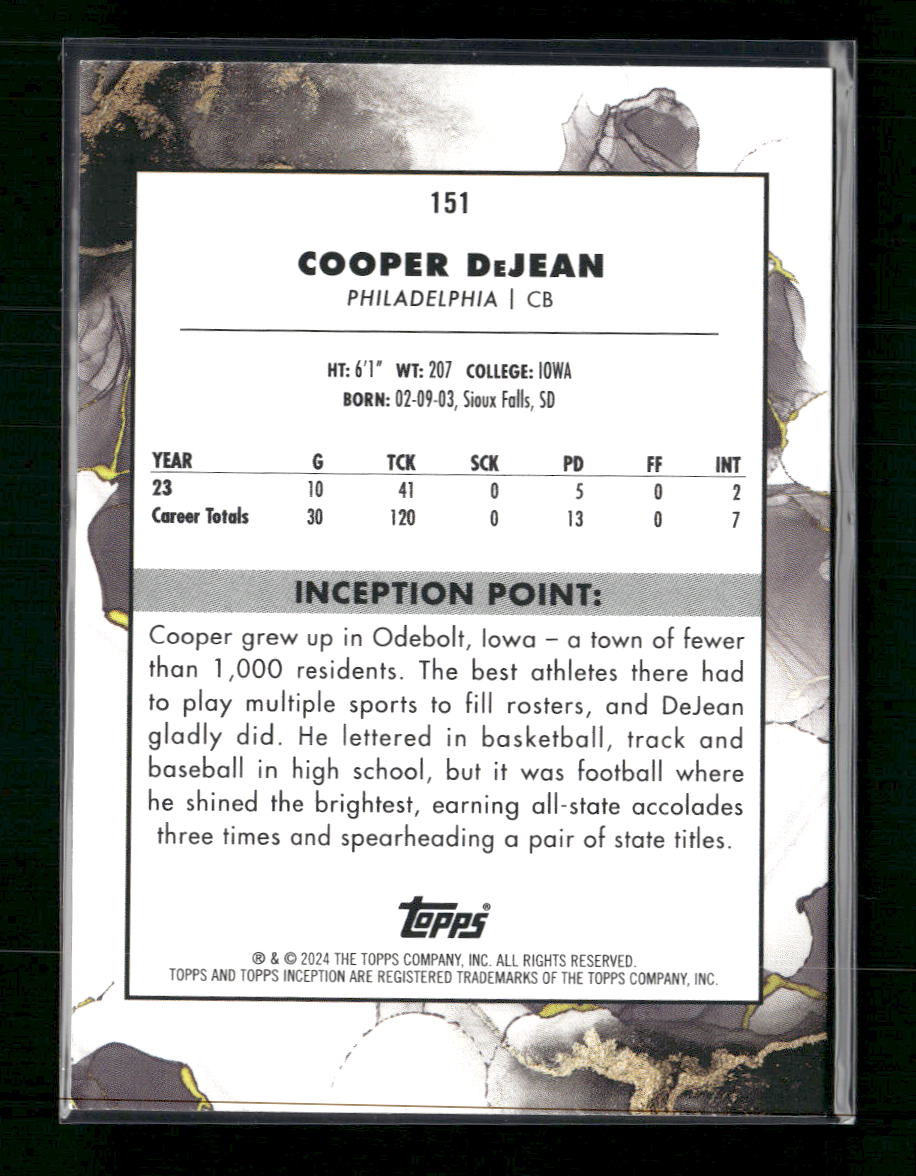 151
COOPER DeJEAN
PHILADELPHIA | CB
HT: 6'1" WT: 207 COLLEGE: IOWA
BORN: 02-09-03, Sioux Falls, SD
YEAR G TCK SCK PD FF INT
23 10 41 0 5 0 2
Career Totals 30 120 0 13 0 7
INCEPTION POINT:
Cooper grew up in Odebolt, Iowa – a town of fewer
than 1,000 residents. The best athletes there had
to play multiple sports to fill rosters, and DeJean
gladly did. He lettered in basketball, track and
baseball in high school, but it was football where
he shined the brightest, earning all-state accolades
three times and spearheading a pair of state titles.
Topps®
® & © 2024 THE TOPPS COMPANY, INC. ALL RIGHTS RESERVED.
TOPPS AND TOPPS INCEPTION ARE REGISTERED TRADEMARKS OF THE TOPPS COMPANY, INC.